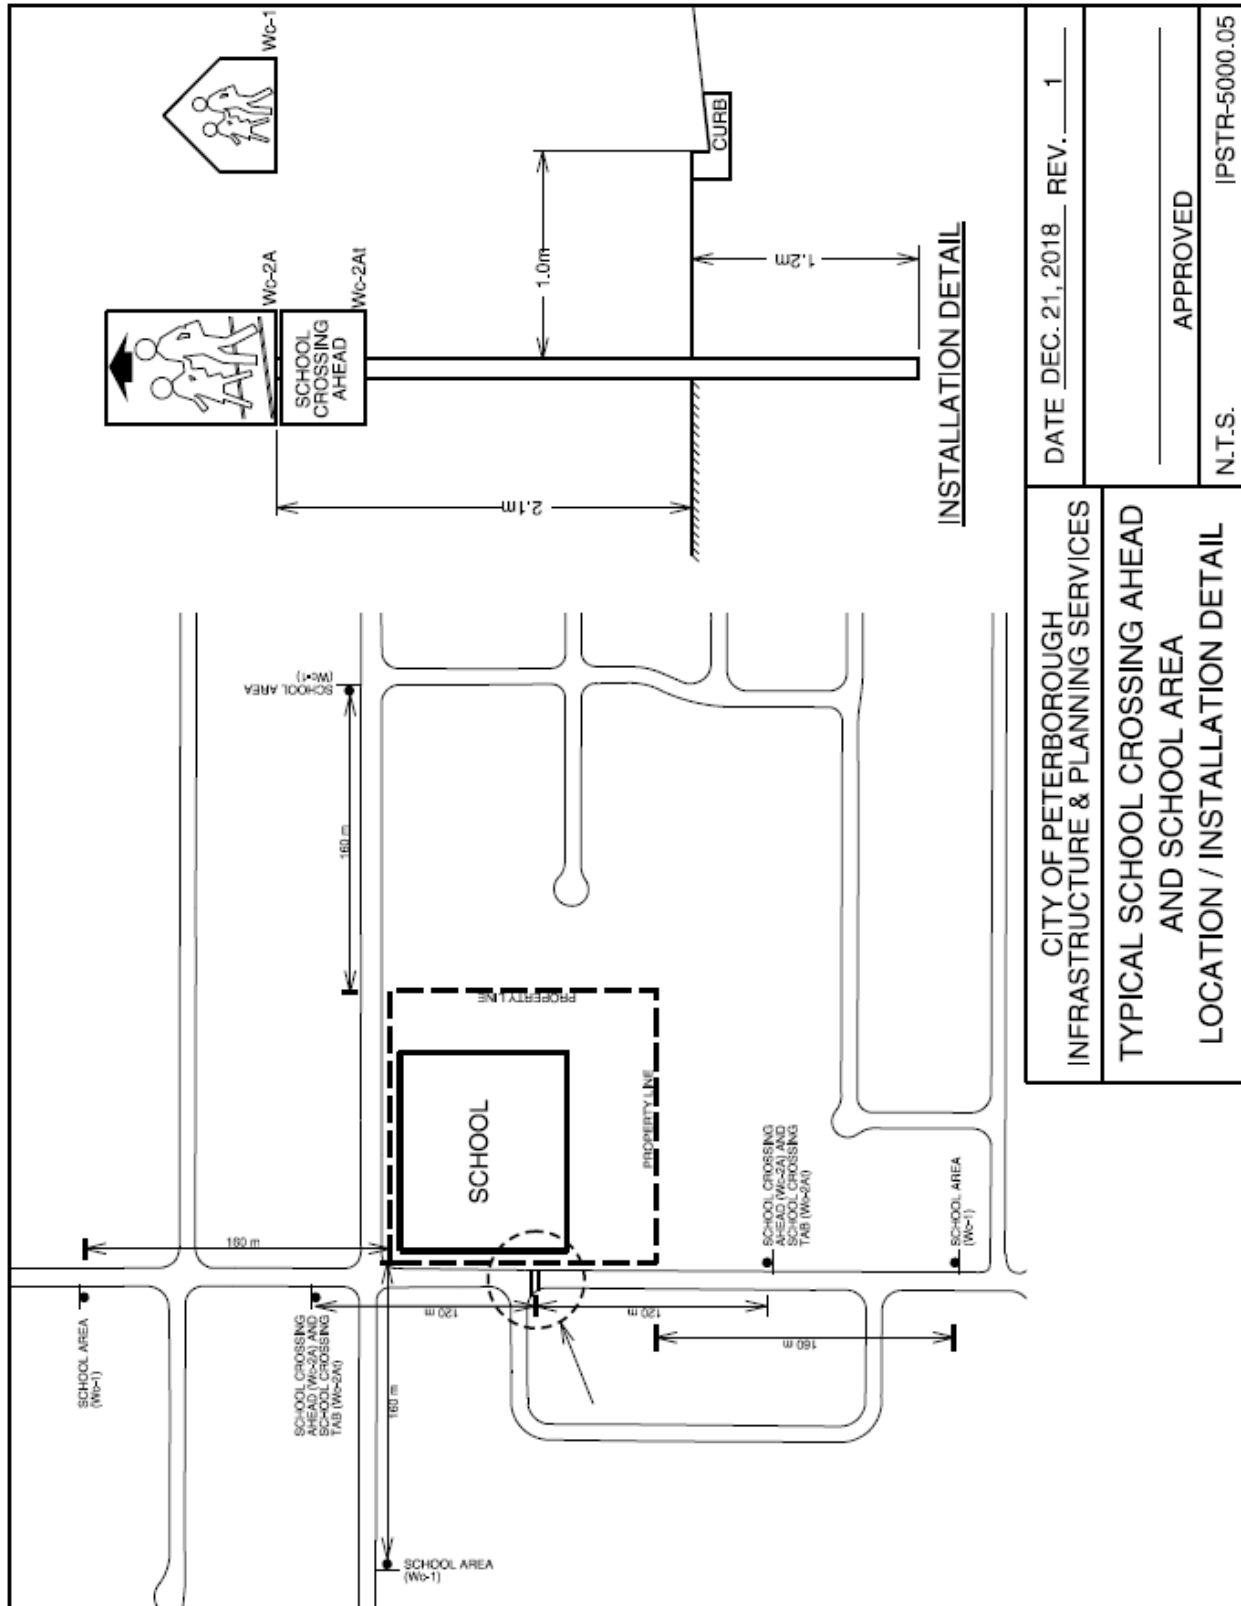 SCHOOL AREA
(Wc-1)
160 m
SCHOOL CROSSING
AHEAD (Wc-2A) AND
SCHOOL CROSSING
TAB (Wc-2At)
120 m
160 m
SCHOOL AREA
(Wc-1)
SCHOOL
PROPERTY LINE
PROPERTY LINE
160 m
SCHOOL AREA
(Wc-1)
120 m
SCHOOL CROSSING
AHEAD (Wc-2A) AND
SCHOOL CROSSING
TAB (Wc-2At)
160 m
SCHOOL AREA
(Wc-1)
Wc-1
Wc-2A
SCHOOL
CROSSING
AHEAD
Wc-2At
2.1m
1.0m
CURB
1.2m
INSTALLATION DETAIL
CITY OF PETERBOROUGH
INFRASTRUCTURE & PLANNING SERVICES
TYPICAL SCHOOL CROSSING AHEAD
AND SCHOOL AREA
LOCATION / INSTALLATION DETAIL
DATE DEC. 21, 2018 REV. 1
APPROVED
N.T.S. IPSTR-5000.05